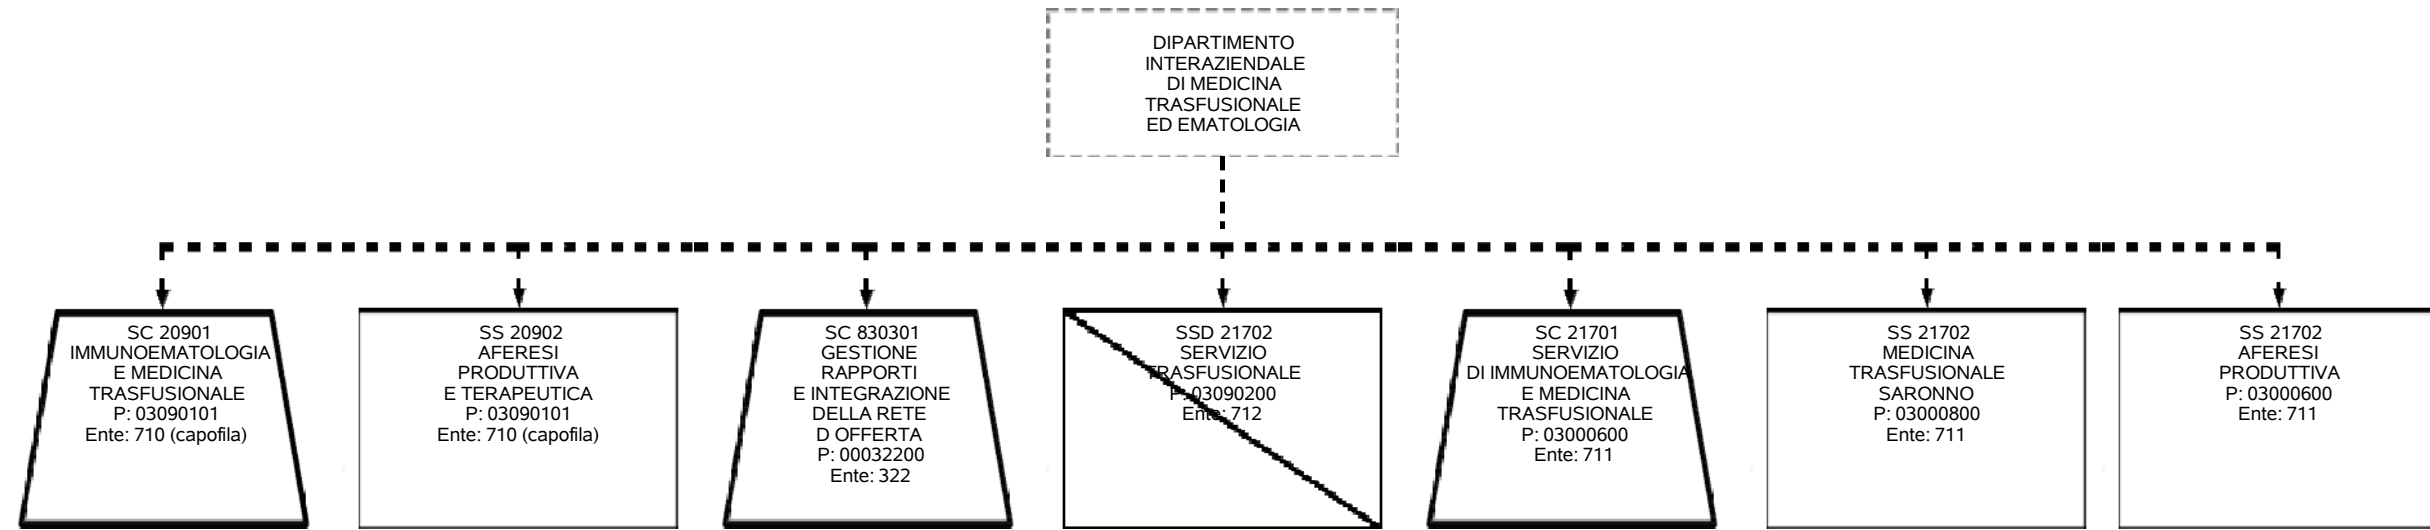 DIPARTIMENTO
INTERAZIENDALE
DI MEDICINA
TRASFUSIONALE
ED EMATOLOGIA
SC 20901
IMMUNOEMATOLOGIA
E MEDICINA
TRASFUSIONALE
P: 03090101
Ente: 710 (capofila)
SS 20902
AFERESI
PRODUTTIVA
E TERAPEUTICA
P: 03090101
Ente: 710 (capofila)
SC 830301
GESTIONE
RAPPORTI
E INTEGRAZIONE
DELLA RETE
D OFFERTA
P: 00032200
Ente: 322
SSD 21702
SERVIZIO
TRASFUSIONALE
P: 03090200
Ente: 712
SC 21701
SERVIZIO
DI IMMUNOEMATOLOGIA
E MEDICINA
TRASFUSIONALE
P: 03000600
Ente: 711
SS 21702
MEDICINA
TRASFUSIONALE
SARONNO
P: 03000800
Ente: 711
SS 21702
AFERESI
PRODUTTIVA
P: 03000600
Ente: 711